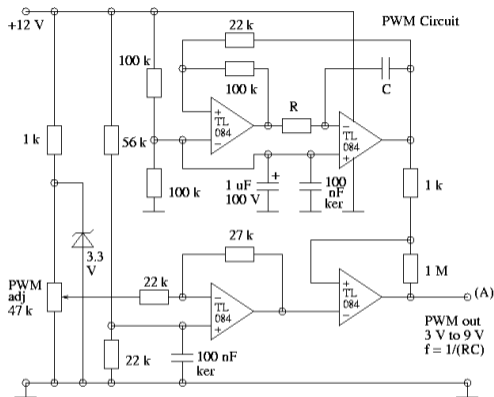 +12 V
22 k
PWM Circuit
100 k
100 k
C
+
TL
084
−
R
−
TL
084
+
1 k
56 k
100 k
1 uF
100 V
+
100
nF
ker
1 k
3.3
V
27 k
PWM
adj
47 k
22 k
−
TL
084
+
+
TL
084
−
1 M
(A)
PWM out
3 V to 9 V
f = 1/(RC)
22 k
100 nF
ker